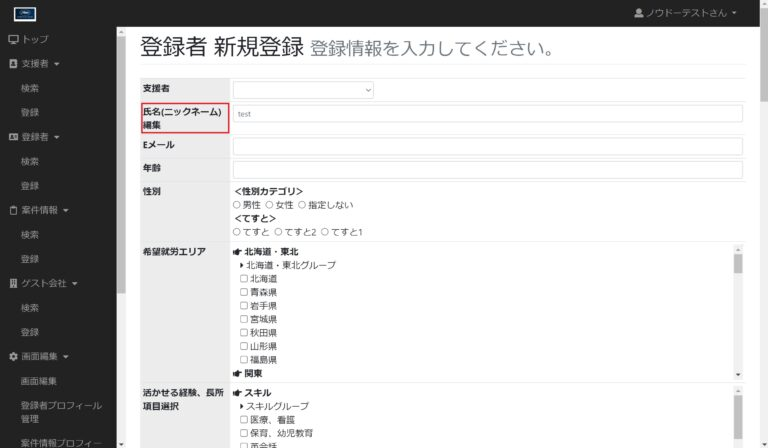 ノウドーテストさん
トップ
支援者
検索
登録
登録者
検索
登録
案件情報
検索
登録
ゲスト会社
検索
登録
画面編集
画面編集
登録者プロフィール
管理
案件情報プロフィー
登録者 新規登録 登録情報を入力してください。
支援者
氏名(ニックネーム)
編集
test
Eメール
年齢
性別
＜性別カテゴリ＞
男性 女性 指定しない
＜てすと＞
てすと てすと2 てすと1
希望就労エリア
北海道・東北
北海道・東北グループ
北海道
青森県
岩手県
宮城県
秋田県
山形県
福島県
関東
活かせる経験、長所
項目選択
スキル
スキルグループ
医療、看護
保育、幼児教育
英会話